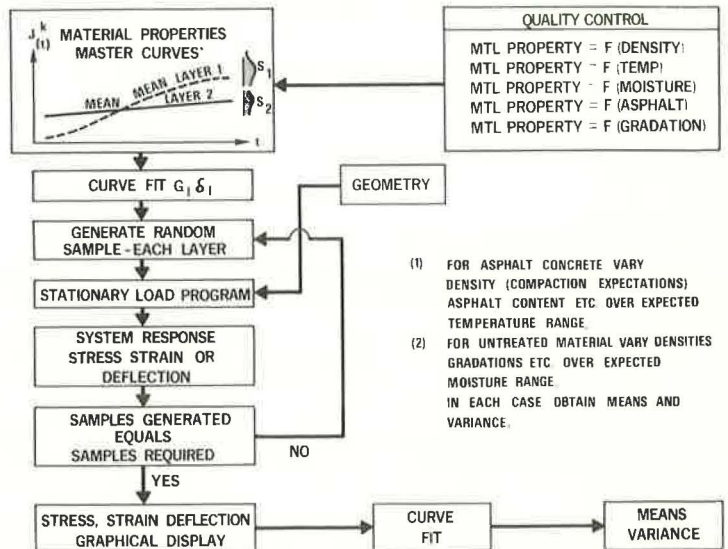 MATERIAL PROPERTIES
MASTER CURVES'
J k (t)
MEAN LAYER 1
MEAN LAYER 2
S1
S2
t
QUALITY CONTROL
MTL PROPERTY = F (DENSITY)
MTL PROPERTY = F (TEMP)
MTL PROPERTY = F (MOISTURE)
MTL PROPERTY = F (ASPHALT)
MTL PROPERTY = F (GRADATION)
CURVE FIT G I δ I
GEOMETRY
GENERATE RANDOM
SAMPLE - EACH LAYER
STATIONARY LOAD PROGRAM
SYSTEM RESPONSE
STRESS STRAIN OR
DEFLECTION
SAMPLES GENERATED
EQUALS
SAMPLES REQUIRED
NO
YES
(1) FOR ASPHALT CONCRETE VARY
DENSITY (COMPACTION EXPECTATIONS)
ASPHALT CONTENT ETC OVER EXPECTED
TEMPERATURE RANGE
(2) FOR UNTREATED MATERIAL VARY DENSITIES
GRADATIONS ETC OVER EXPECTED
MOISTURE RANGE
IN EACH CASE OBTAIN MEANS AND
VARIANCE.
STRESS, STRAIN DEFLECTION
GRAPHICAL DISPLAY
CURVE
FIT
MEANS
VARIANCE